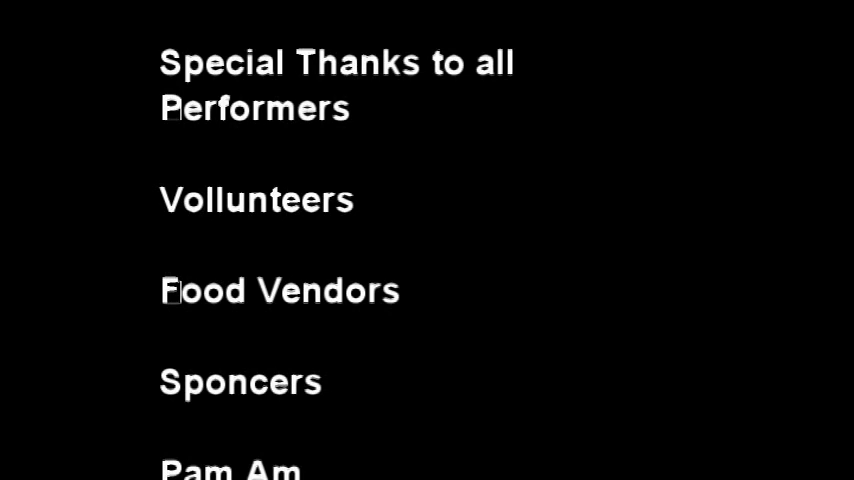 Special Thanks to all
Performers
Vollunteers
Food Vendors
Sponcers
Pam Am